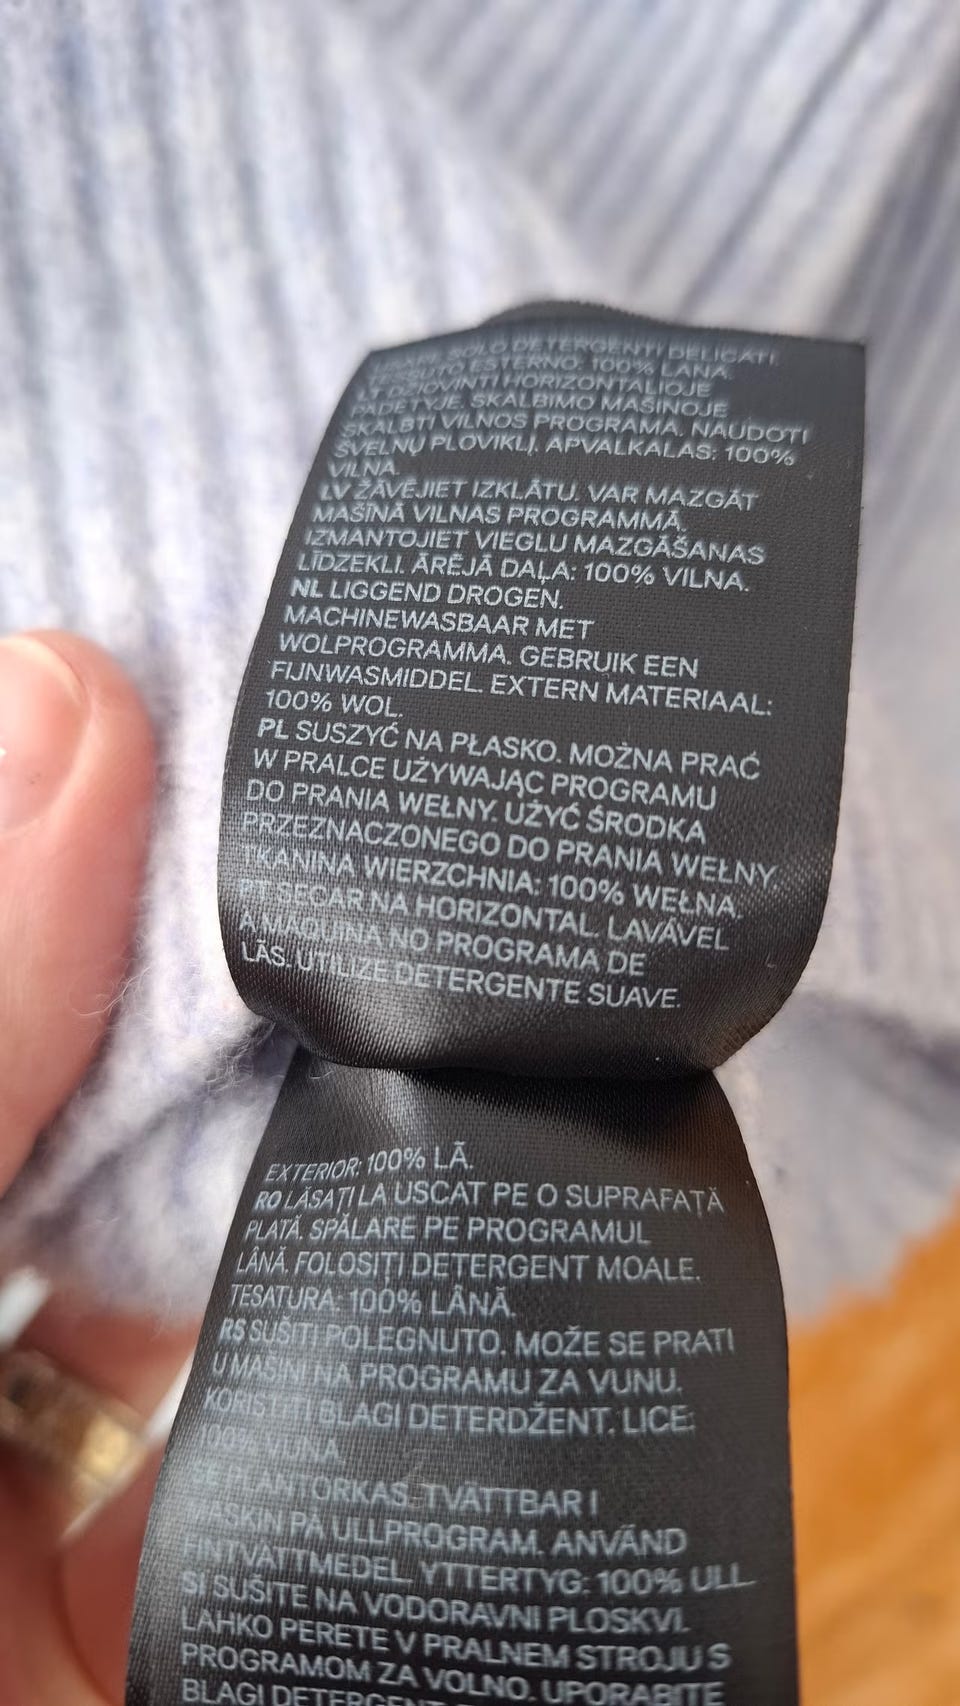 SOLO DETERGENTI DELICATI.
TESSUTO ESTERNO: 100% LANA.
LT DŽIOVINTI HORIZONTALIOJE
PADĖTYJE. SKALBIMO MAŠINOJE
SKALBTI VILNOS PROGRAMA. NAUDOTI
ŠVELNŲ PLOVIKLĮ. APVALKALAS: 100%
VILNA.
LV ŽĀVĒJIET IZKLĀTU. VAR MAZGĀT
MAŠĪNĀ VILNAS PROGRAMMĀ.
IZMANTOJIET VIEGLU MAZGĀŠANAS
LĪDZEKLI. ĀRĒJĀ DAĻA: 100% VILNA.
NL LIGGEND DROGEN.
MACHINEWASBAAR MET
WOLPROGRAMMA. GEBRUIK EEN
FIJNWASMIDDEL. EXTERN MATERIAAL:
100% WOL.
PL SUSZYĆ NA PŁASKO. MOŻNA PRAĆ
W PRALCE UŻYWAJĄC PROGRAMU
DO PRANIA WEŁNY. UŻYĆ ŚRODKA
PRZEZNACZONEGO DO PRANIA WEŁNY.
TKANINA WIERZCHNIA: 100% WEŁNA.
PT SECAR NA HORIZONTAL. LAVÁVEL
À MÁQUINA NO PROGRAMA DE
LÃS. UTILIZE DETERGENTE SUAVE.
EXTERIOR: 100% LÃ.
RO LĂSAȚI LA USCAT PE O SUPRAFAȚĂ
PLATĂ. SPĂLARE PE PROGRAMUL
LÂNĂ. FOLOSIȚI DETERGENT MOALE.
TESATURA: 100% LÂNĂ.
RS SUŠITI POLEGNUTO. MOŽE SE PRATI
U MAŠINI NA PROGRAMU ZA VUNU.
KORISTITI BLAGI DETERDŽENT. LICE:
100% VUNA.
SE PLANTORKAS. TVÄTTBAR I
MASKIN PÅ ULLPROGRAM. ANVÄND
FINTVÄTTMEDEL. YTTERTYG: 100% ULL.
SI SUŠITE NA VODORAVNI PLOSKVI.
LAHKO PERETE V PRALNEM STROJU S
PROGRAMOM ZA VOLNO. UPORABITE
BLAGI DETERGENT